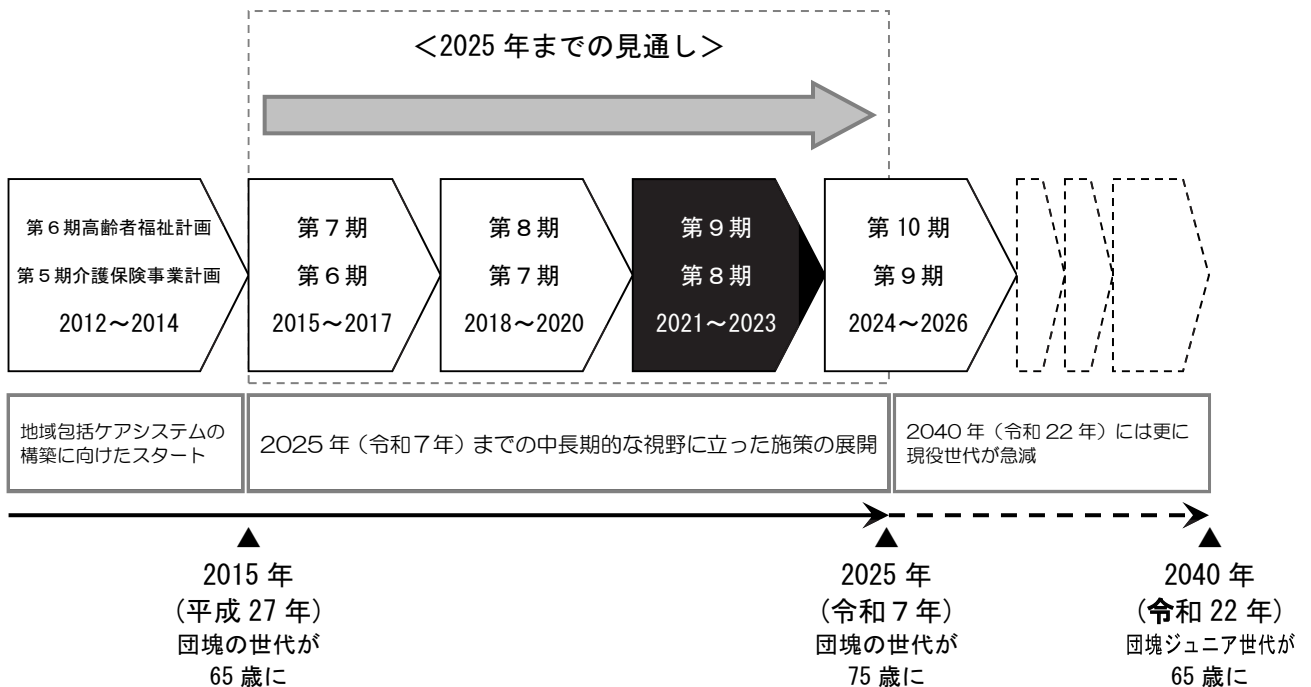 ＜2025 年までの見通し＞
第６期高齢者福祉計画
第５期介護保険事業計画
2012～2014
第７期
第６期
2015～2017
第８期
第７期
2018～2020
第９期
第８期
2021～2023
第 10 期
第９期
2024～2026
地域包括ケアシステムの
構築に向けたスタート
2025 年（令和７年）までの中長期的な視野に立った施策の展開
2040 年（令和 22 年）には更に
現役世代が急減
2015 年
(平成 27 年)
団塊の世代が
65 歳に
2025 年
(令和７年)
団塊の世代が
75 歳に
2040 年
(令和 22 年)
団塊ジュニア世代が
65 歳に